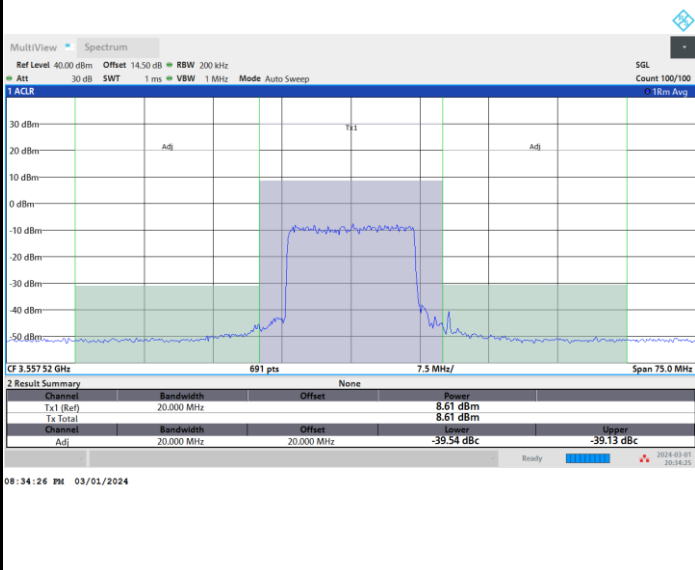 MultiView Spectrum
Ref Level 40.00 dBm Offset 14.50 dB RBW 200 kHz SGL
Att 30 dB SWT 1 ms VBW 1 MHz Mode Auto Sweep Count 100/100
1 ACLR 1Rm Avg
30 dBm
Tx1
Adj Adj
20 dBm
10 dBm
0 dBm
-10 dBm
-20 dBm
-30 dBm
-40 dBm
-50 dBm
CF 3.557 52 GHz 691 pts 7.5 MHz/ Span 75.0 MHz
2 Result Summary None
Channel Bandwidth Offset Power
Tx1 (Ref) 20.000 MHz 8.61 dBm
Tx Total 8.61 dBm
Channel Bandwidth Offset Lower Upper
Adj 20.000 MHz 20.000 MHz -39.54 dBc -39.13 dBc
Ready 2024-03-01
20:34:25
08:34:26 PM 03/01/2024